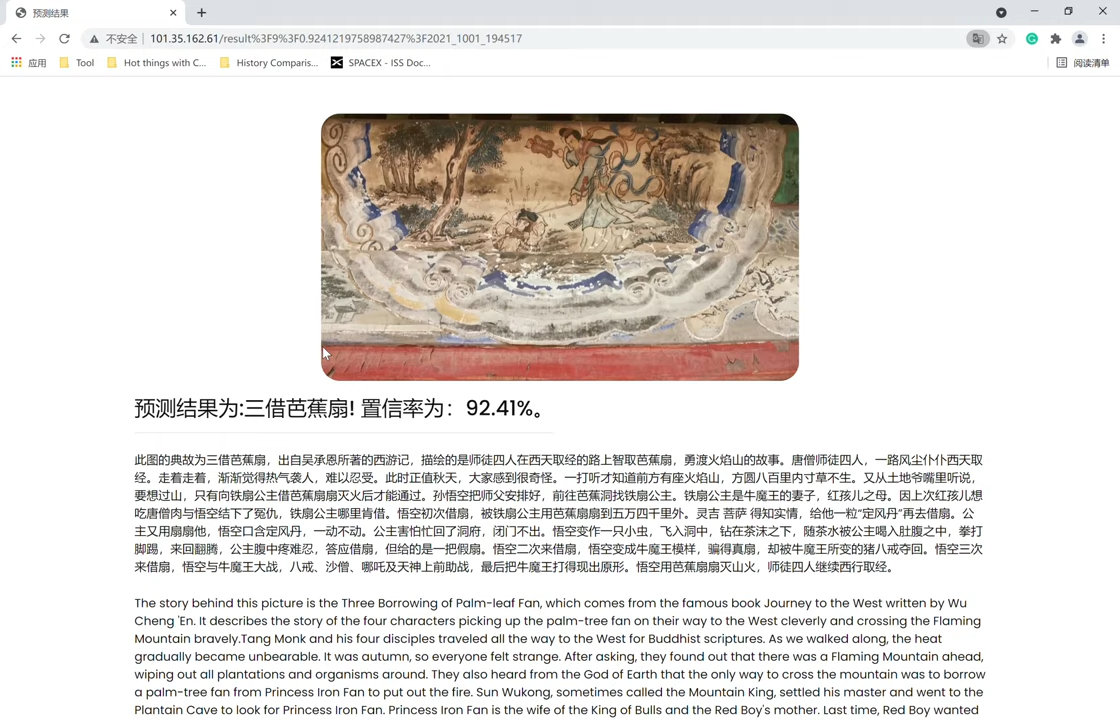 预测结果
不安全
101.35.162.61/result%3F9%3F0.9241219758987427%3F2021_1001_194517
应用
Tool
Hot things with C...
History Comparis...
SPACEX - ISS Doc...
阅读清单
预测结果为:三借芭蕉扇! 置信率为：92.41%。
此图的典故为三借芭蕉扇，出自吴承恩所著的西游记，描绘的是师徒四人在西天取经的路上智取芭蕉扇，勇渡火焰山的故事。唐僧师徒四人，一路风尘仆仆西天取
经。走着走着，渐渐觉得热气袭人，难以忍受。此时正值秋天，大家感到很奇怪。一打听才知道前方有座火焰山，方圆八百里内寸草不生。又从土地爷嘴里听说，
要想过山，只有向铁扇公主借芭蕉扇扇灭火后才能通过。孙悟空把师父安排好，前往芭蕉洞找铁扇公主。铁扇公主是牛魔王的妻子，红孩儿之母。因上次红孩儿想
吃唐僧肉与悟空结下了冤仇，铁扇公主哪里肯借。悟空初次借扇，被铁扇公主用芭蕉扇扇到五万四千里外。灵吉 菩萨 得知实情，给他一粒“定风丹”再去借扇。公
主又用扇扇他，悟空口含定风丹，一动不动。公主害怕忙回了洞府，闭门不出。悟空变作一只小虫，飞入洞中，钻在茶沫之下，随茶水被公主喝入肚腹之中，拳打
脚踢，来回翻腾，公主腹中疼难忍，答应借扇，但给的是一把假扇。悟空二次来借扇，悟空变成牛魔王模样，骗得真扇，却被牛魔王所变的猪八戒夺回。悟空三次
来借扇，悟空与牛魔王大战，八戒、沙僧、哪吒及天神上前助战，最后把牛魔王打得现出原形。悟空用芭蕉扇扇灭山火，师徒四人继续西行取经。
The story behind this picture is the Three Borrowing of Palm-leaf Fan, which comes from the famous book Journey to the West written by Wu
Cheng 'En. It describes the story of the four characters picking up the palm-tree fan on their way to the West cleverly and crossing the Flaming
Mountain bravely.Tang Monk and his four disciples traveled all the way to the West for Buddhist scriptures. As we walked along, the heat
gradually became unbearable. It was autumn, so everyone felt strange. After asking, they found out that there was a Flaming Mountain ahead,
wiping out all plantations and organisms around. They also heard from the God of Earth that the only way to cross the mountain was to borrow
a palm-tree fan from Princess Iron Fan to put out the fire. Sun Wukong, sometimes called the Mountain King, settled his master and went to the
Plantain Cave to look for Princess Iron Fan. Princess Iron Fan is the wife of the King of Bulls and the Red Boy's mother. Last time, Red Boy wanted